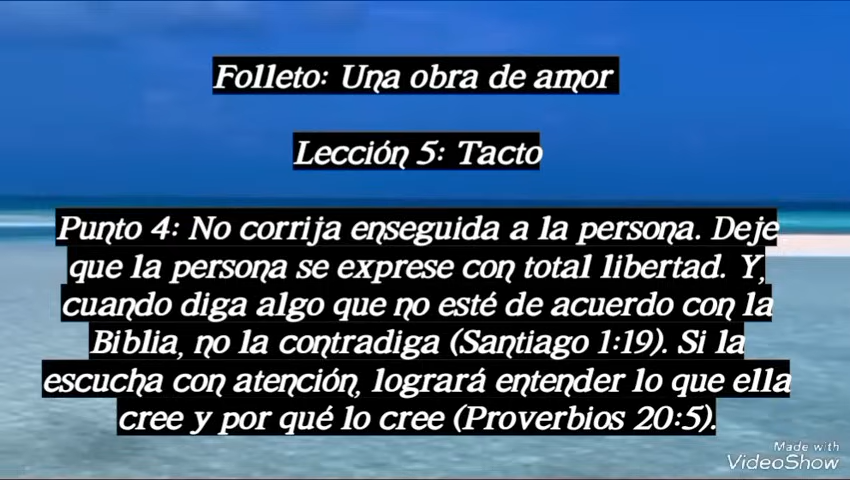 Folleto: Una obra de amor
Lección 5: Tacto
Punto 4: No corrija enseguida a la persona. Deje
que la persona se exprese con total libertad. Y,
cuando diga algo que no esté de acuerdo con la
Biblia, no la contradiga (Santiago 1:19). Si la
escucha con atención, logrará entender lo que ella
cree y por qué lo cree (Proverbios 20:5).
Made with
VideoShow